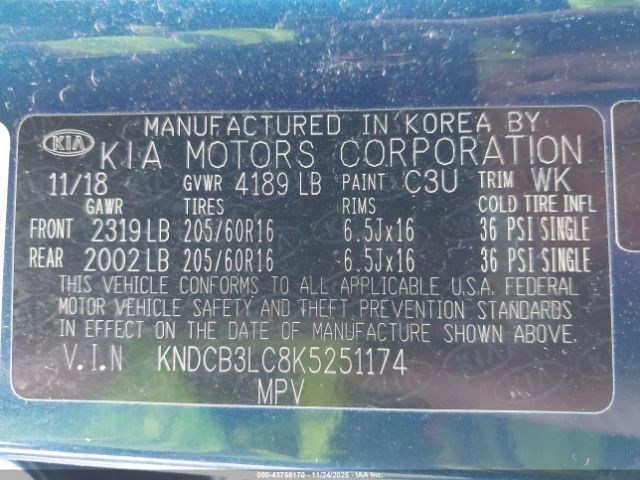 MANUFACTURED IN KOREA BY
KIA KIA MOTORS CORPORATION
11/18 GVWR 4189 LB PAINT C3U TRIM WK
GAWR TIRES RIMS COLD TIRE INFL
FRONT 2319 LB 205/60R16 6.5Jx16 36 PSI SINGLE
REAR 2002 LB 205/60R16 6.5Jx16 36 PSI SINGLE
THIS VEHICLE CONFORMS TO ALL APPLICABLE U.S.A. FEDERAL
MOTOR VEHICLE SAFETY AND THEFT PREVENTION STANDARDS
IN EFFECT ON THE DATE OF MANUFACTURE SHOWN ABOVE.
V.I.N KNDCB3LC8K5251174
MPV
© 000-43758170 - 11/24/2025 - IAAI.COM